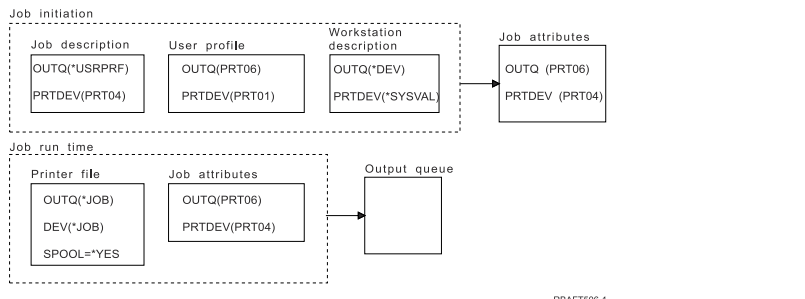 Job initiation
Job description
User profile
Workstation
description
Job attributes
OUTQ(*USRPRF)
PRTDEV(PRT04)
OUTQ(PRT06)
PRTDEV(PRT01)
OUTQ(*DEV)
PRTDEV(*SYSVAL)
OUTQ (PRT06)
PRTDEV (PRT04)
Job run time
Printer file
Job attributes
Output queue
OUTQ(*JOB)
DEV(*JOB)
SPOOL=*YES
OUTQ(PRT06)
PRTDEV(PRT04)